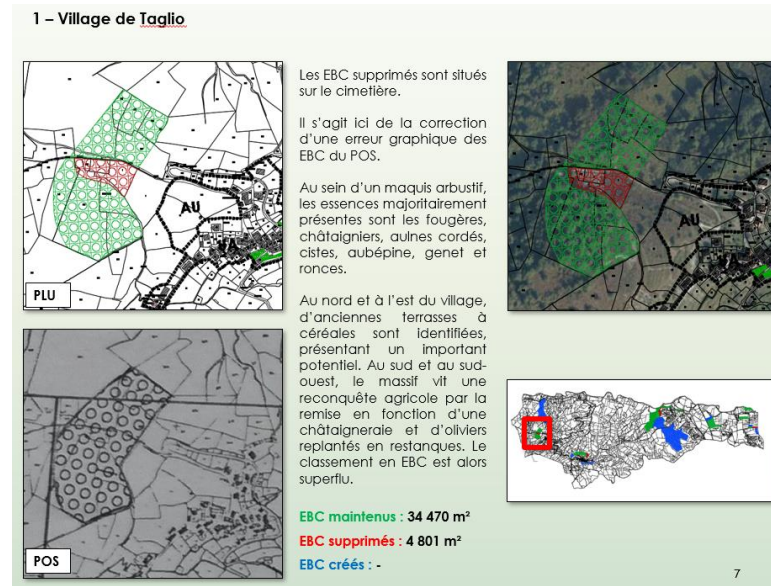 1 – Village de Taglio
AU
PLU
Les EBC supprimés sont situés
sur le cimetière.
Il s’agit ici de la correction
d’une erreur graphique des
EBC du POS.
Au sein d’un maquis arbustif,
les essences majoritairement
présentes sont les fougères,
châtaigniers, aulnes cordés,
cistes, aubépine, genet et
ronces.
Au nord et à l’est du village,
d’anciennes terrasses à
céréales sont identifiées,
présentant un important
potentiel. Au sud et au sud-
ouest, le massif vit une
reconquête agricole par la
remise en fonction d’une
châtaigneraie et d’oliviers
replantés en restanques. Le
classement en EBC est alors
superflu.
EBC maintenus : 34 470 m²
EBC supprimés : 4 801 m²
EBC créés : -
AU
POS
7